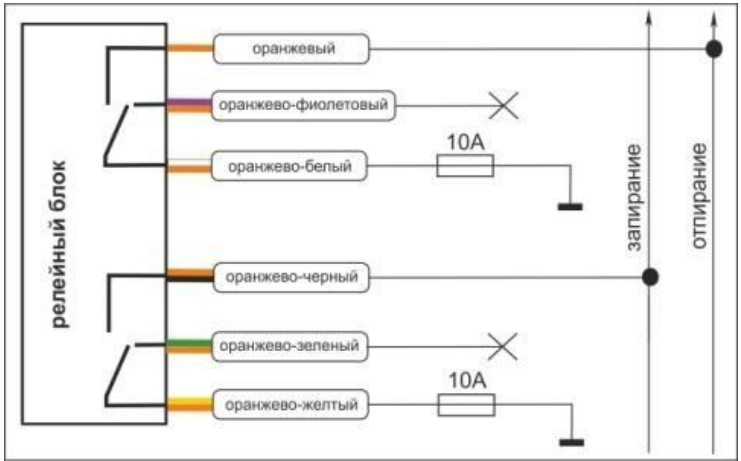 релейный блок
оранжевый
оранжево-фиолетовый
10А
оранжево-белый
запирание
отпирание
оранжево-черный
оранжево-зеленый
10А
оранжево-желтый